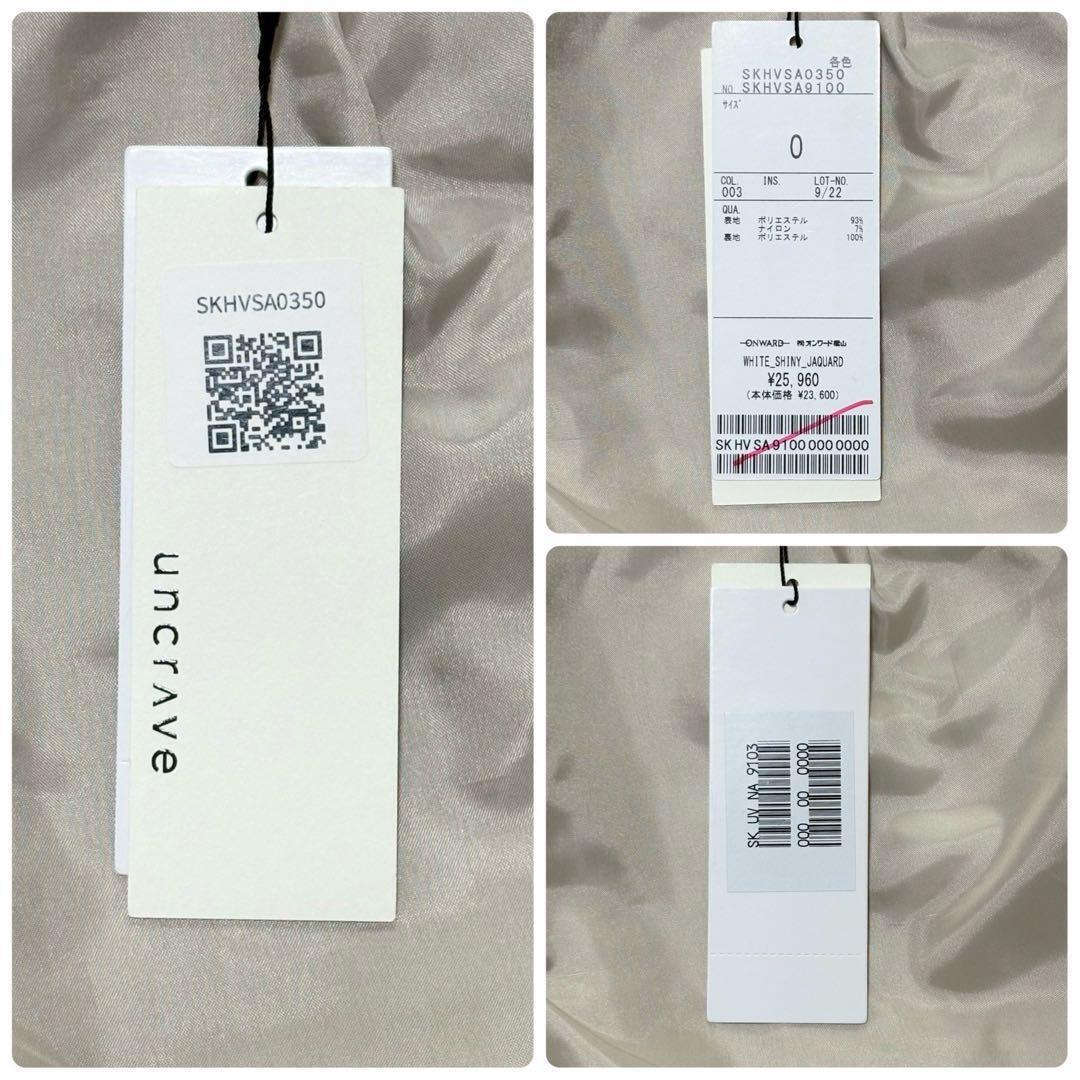 SKHVSA0350
uncrave
各色
SKHVSA0350
NO. SKHVSA9100
サイズ
0
COL. INS. LOT-NO.
003 9/22
QUA.
表地 ポリエステル 93%
ナイロン 7%
裏地 ポリエステル 100%
ONWARD ㈱オンワード樫山
WHITE_SHINY_JAQUARD
¥25,960
(本体価格 ¥23,600)
SK HV SA 9100 000 0000
SK UV NA 9103
000 00 0000